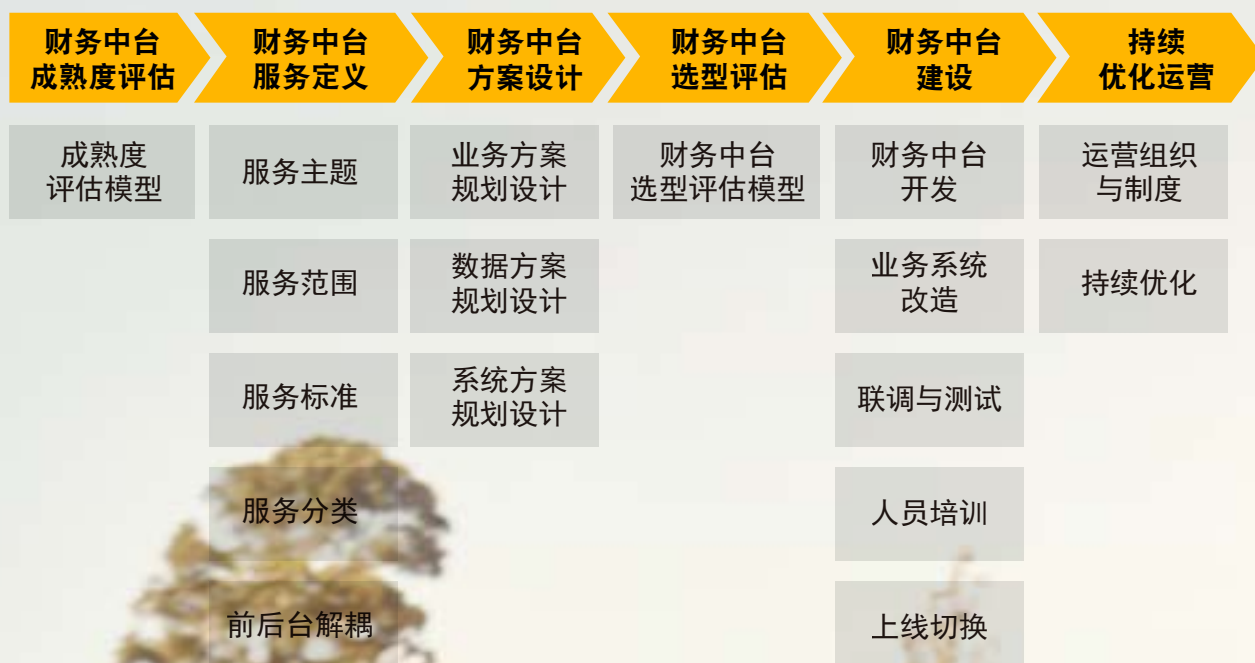 财务中台
成熟度评估
财务中台
服务定义
财务中台
方案设计
财务中台
选型评估
财务中台
建设
持续
优化运营
成熟度
评估模型
服务主题
业务方案
规划设计
财务中台
选型评估模型
财务中台
开发
运营组织
与制度
服务范围
数据方案
规划设计
业务系统
改造
持续优化
服务标准
系统方案
规划设计
联调与测试
服务分类
人员培训
前后台解耦
上线切换